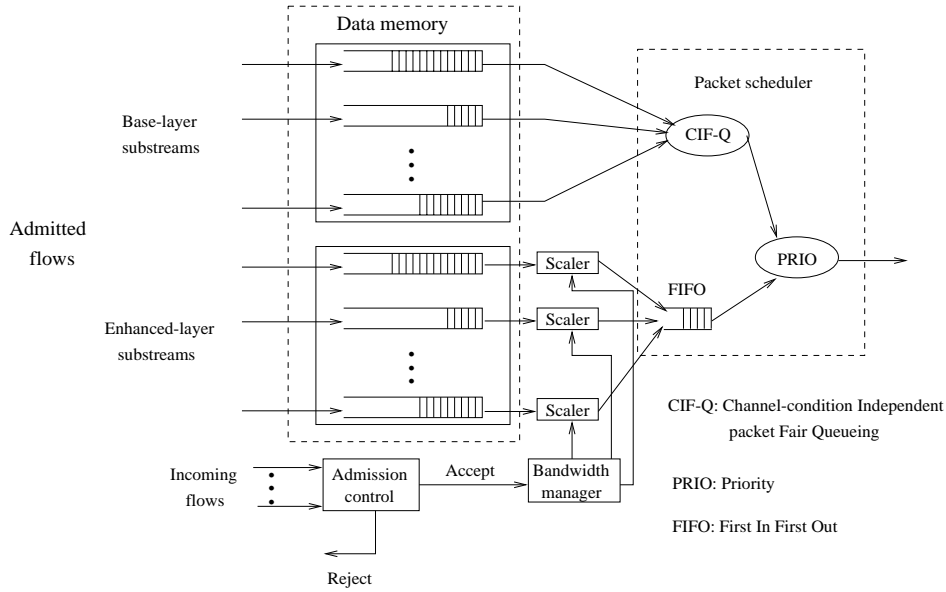 Data memory
Packet scheduler
Base-layer
substreams
CIF-Q
Admitted
flows
PRIO
Scaler
FIFO
Enhanced-layer
substreams
Scaler
Scaler
CIF-Q: Channel-condition Independent
packet Fair Queueing
Incoming
flows
Admission
control
Accept
Bandwidth
manager
PRIO: Priority
FIFO: First In First Out
Reject